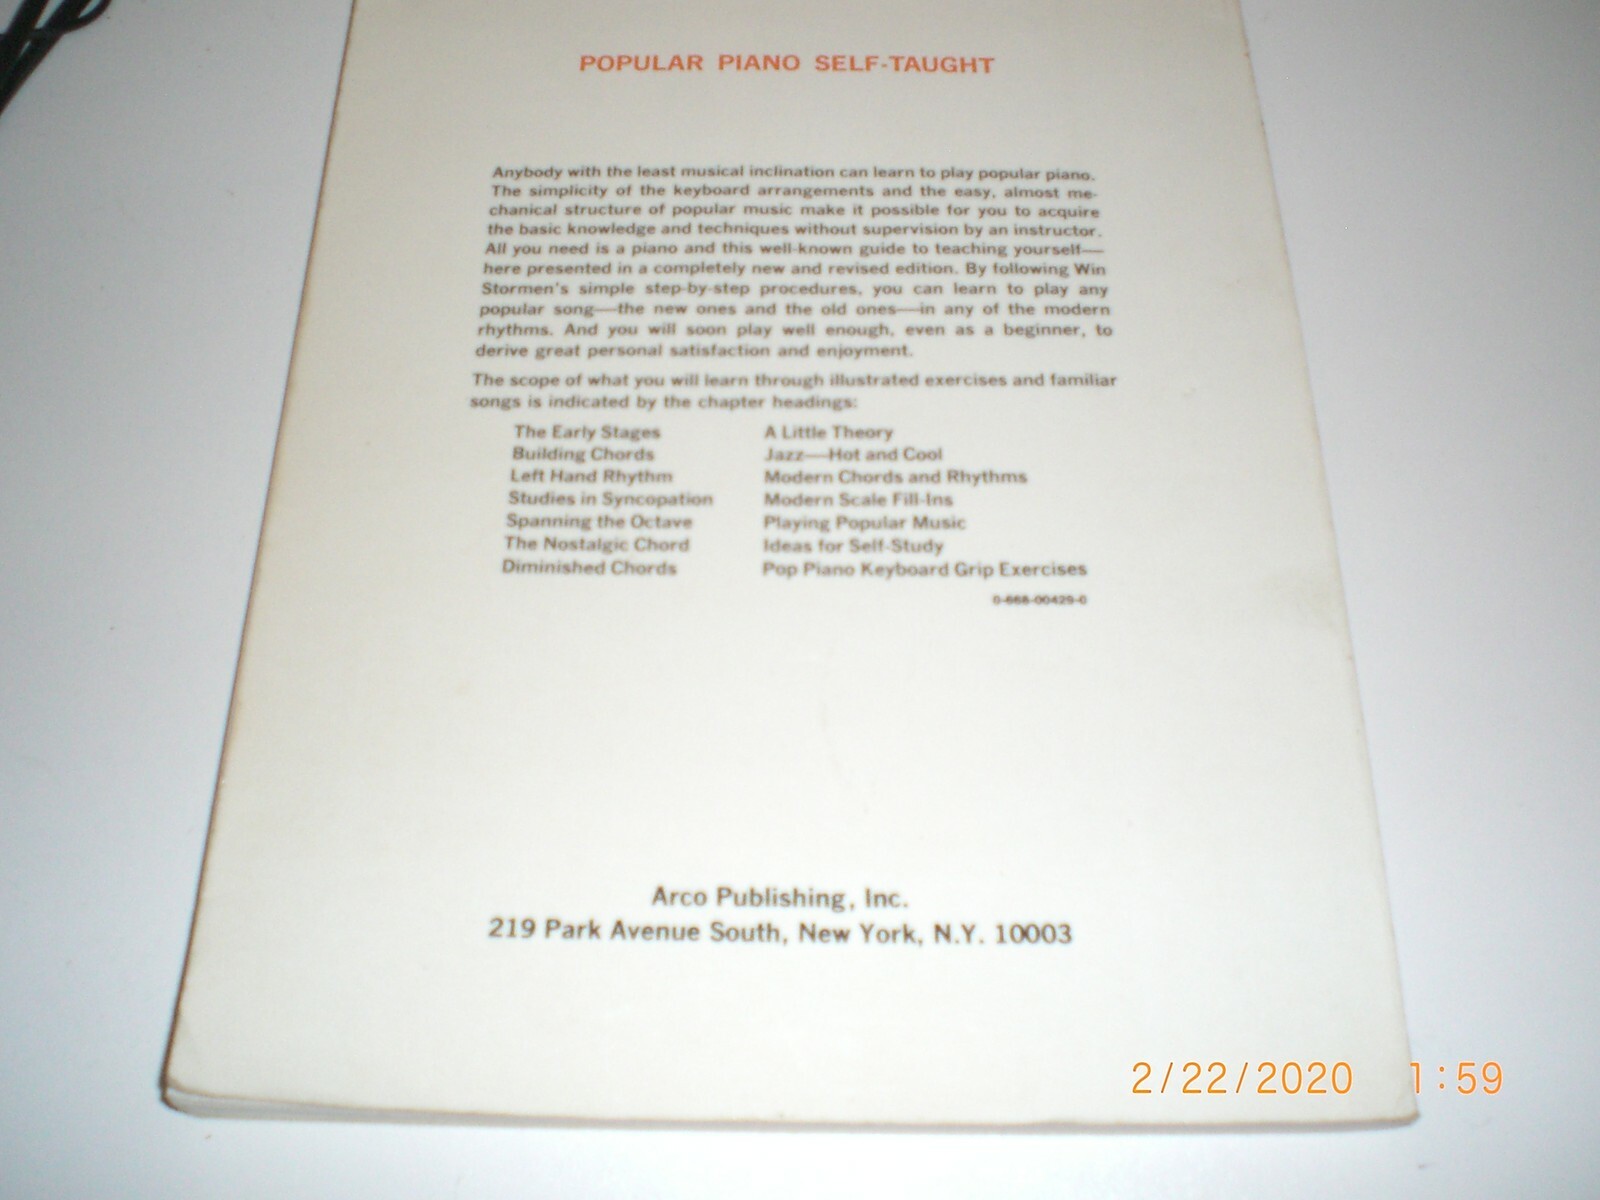 POPULAR PIANO SELF-TAUGHT
Anybody with the least musical inclination can learn to play popular piano.
The simplicity of the keyboard arrangements and the easy, almost me-
chanical structure of popular music make it possible for you to acquire
the basic knowledge and techniques without supervision by an instructor.
All you need is a piano and this well-known guide to teaching yourself—
here presented in a completely new and revised edition. By following Win
Stormen's simple step-by-step procedures, you can learn to play any
popular song—the new ones and the old ones—in any of the modern
rhythms. And you will soon play well enough, even as a beginner, to
derive great personal satisfaction and enjoyment.
The scope of what you will learn through illustrated exercises and familiar
songs is indicated by the chapter headings:
The Early Stages
Building Chords
Left Hand Rhythm
Studies in Syncopation
Spanning the Octave
The Nostalgic Chord
Diminished Chords
A Little Theory
Jazz—Hot and Cool
Modern Chords and Rhythms
Modern Scale Fill-Ins
Playing Popular Music
Ideas for Self-Study
Pop Piano Keyboard Grip Exercises
0-668-00429-0
Arco Publishing, Inc.
219 Park Avenue South, New York, N.Y. 10003
2/22/2020 1:59